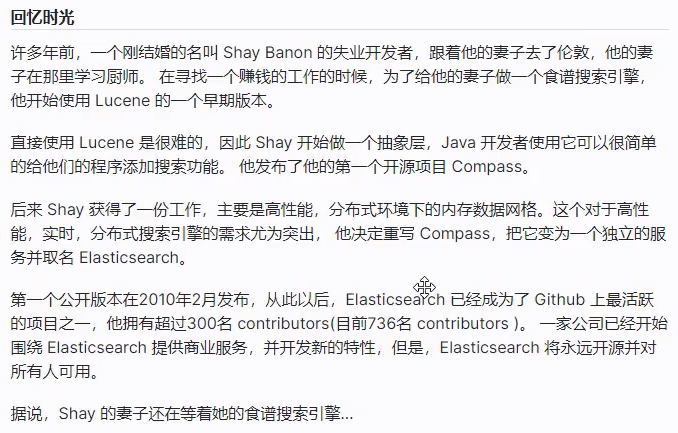 回忆时光
许多年前，一个刚结婚的名叫 Shay Banon 的失业开发者，跟着他的妻子去了伦敦，他的妻
子在那里学习厨师。 在寻找一个赚钱的工作的时候，为了给他的妻子做一个食谱搜索引擎，
他开始使用 Lucene 的一个早期版本。
直接使用 Lucene 是很难的，因此 Shay 开始做一个抽象层，Java 开发者使用它可以很简单
的给他们的程序添加搜索功能。 他发布了他的第一个开源项目 Compass。
后来 Shay 获得了一份工作，主要是高性能，分布式环境下的内存数据网格。这个对于高性
能，实时，分布式搜索引擎的需求尤为突出， 他决定重写 Compass，把它变为一个独立的服
务并取名 Elasticsearch。
第一个公开版本在2010年2月发布，从此以后，Elasticsearch 已经成为了 Github 上最活跃
的项目之一，他拥有超过300名 contributors(目前736名 contributors )。 一家公司已经开始
围绕 Elasticsearch 提供商业服务，并开发新的特性，但是，Elasticsearch 将永远开源并对
所有人可用。
据说，Shay 的妻子还在等着她的食谱搜索引擎…